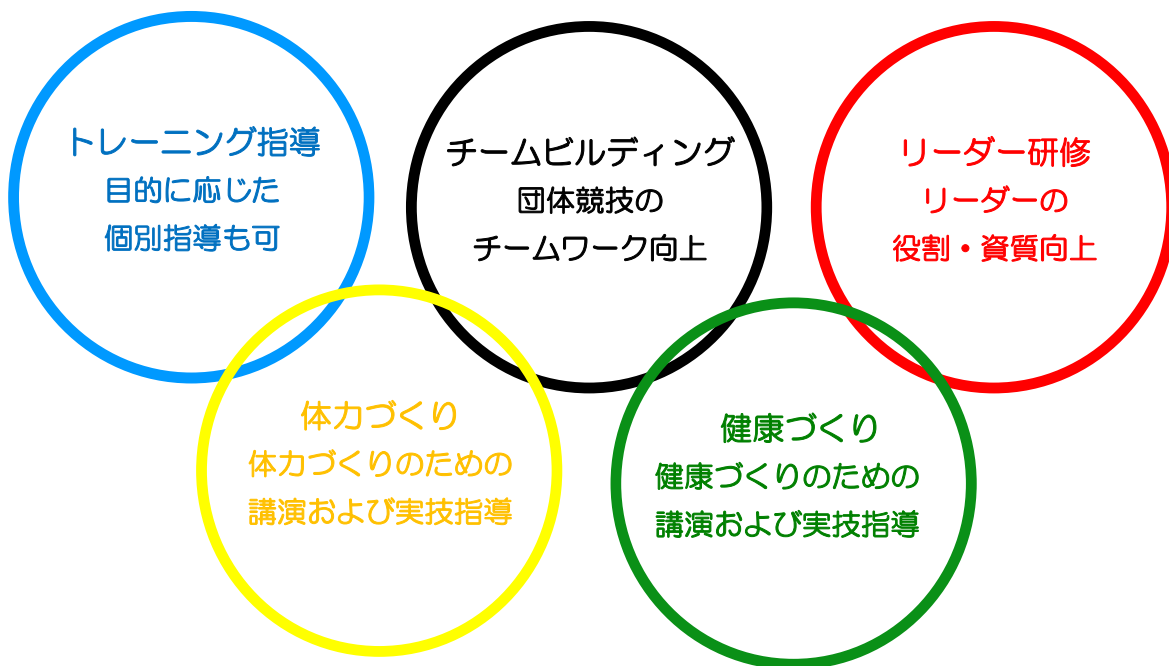 トレーニング指導
目的に応じた
個別指導も可
チームビルディング
団体競技の
チームワーク向上
リーダー研修
リーダーの
役割・資質向上
体力づくり
体力づくりのための
講演および実技指導
健康づくり
健康づくりのための
講演および実技指導